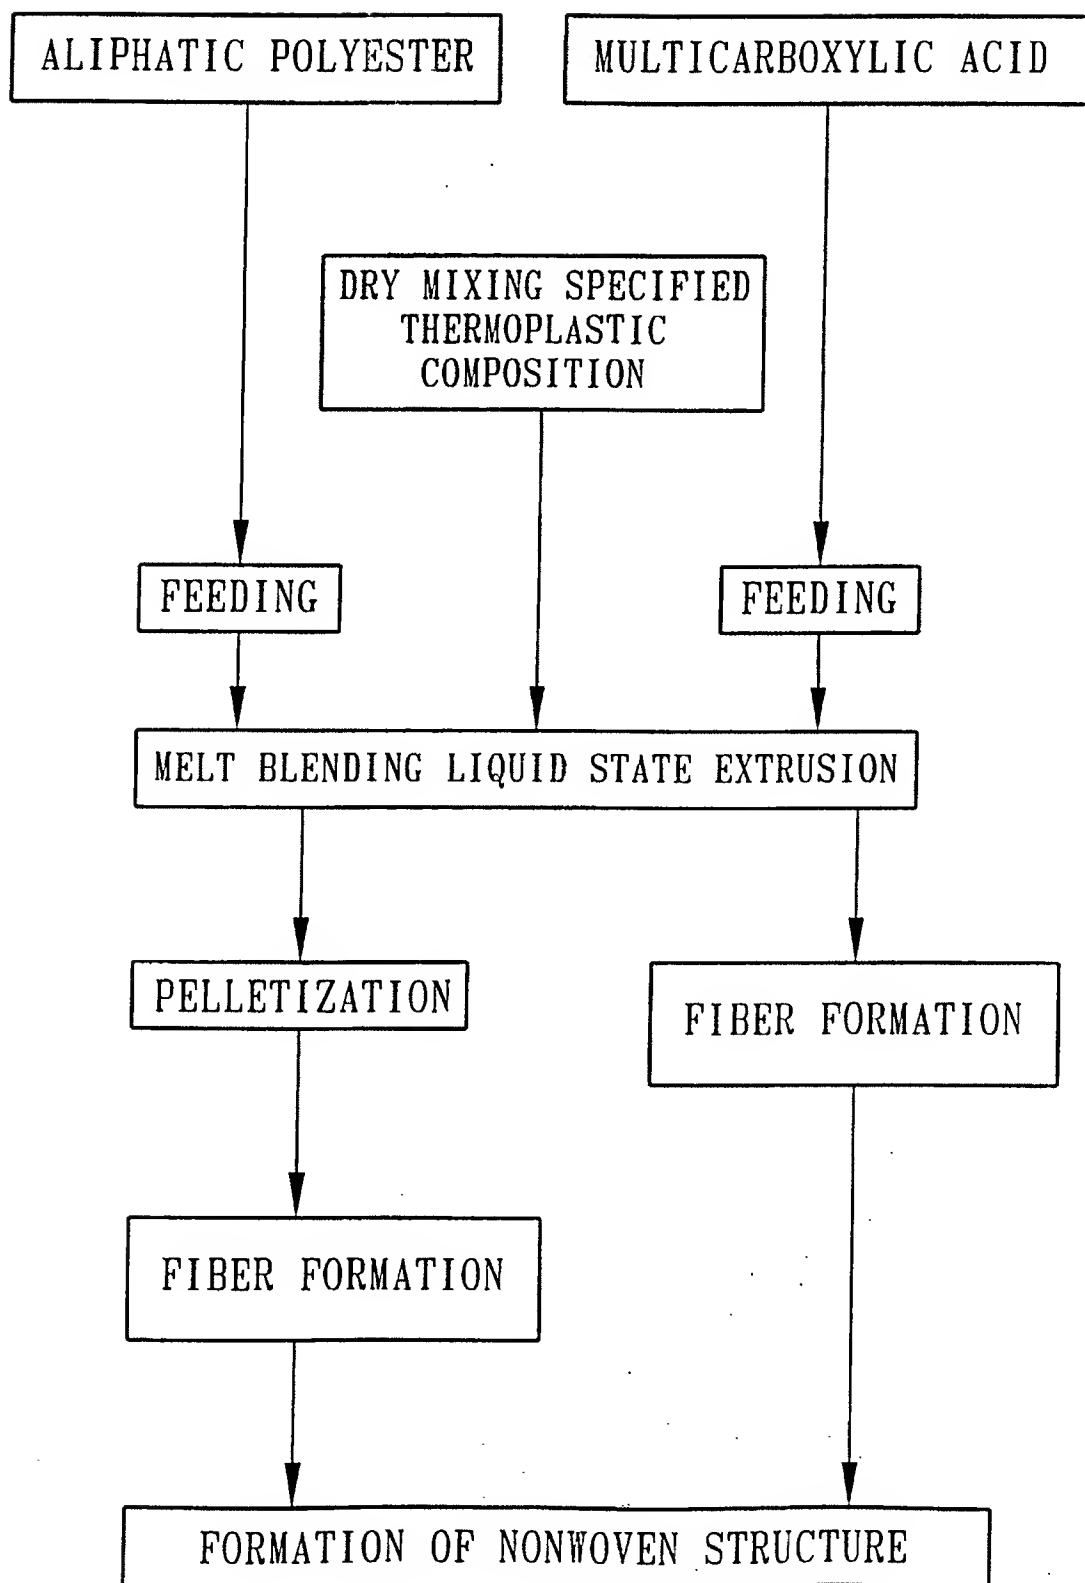 ALIPHATIC POLYESTER
MULTICARBOXYLIC ACID
DRY MIXING SPECIFIED
THERMOPLASTIC
COMPOSITION
FEEDING
FEEDING
MELT BLENDING LIQUID STATE EXTRUSION
PELLETIZATION
FIBER FORMATION
FIBER FORMATION
FORMATION OF NONWOVEN STRUCTURE